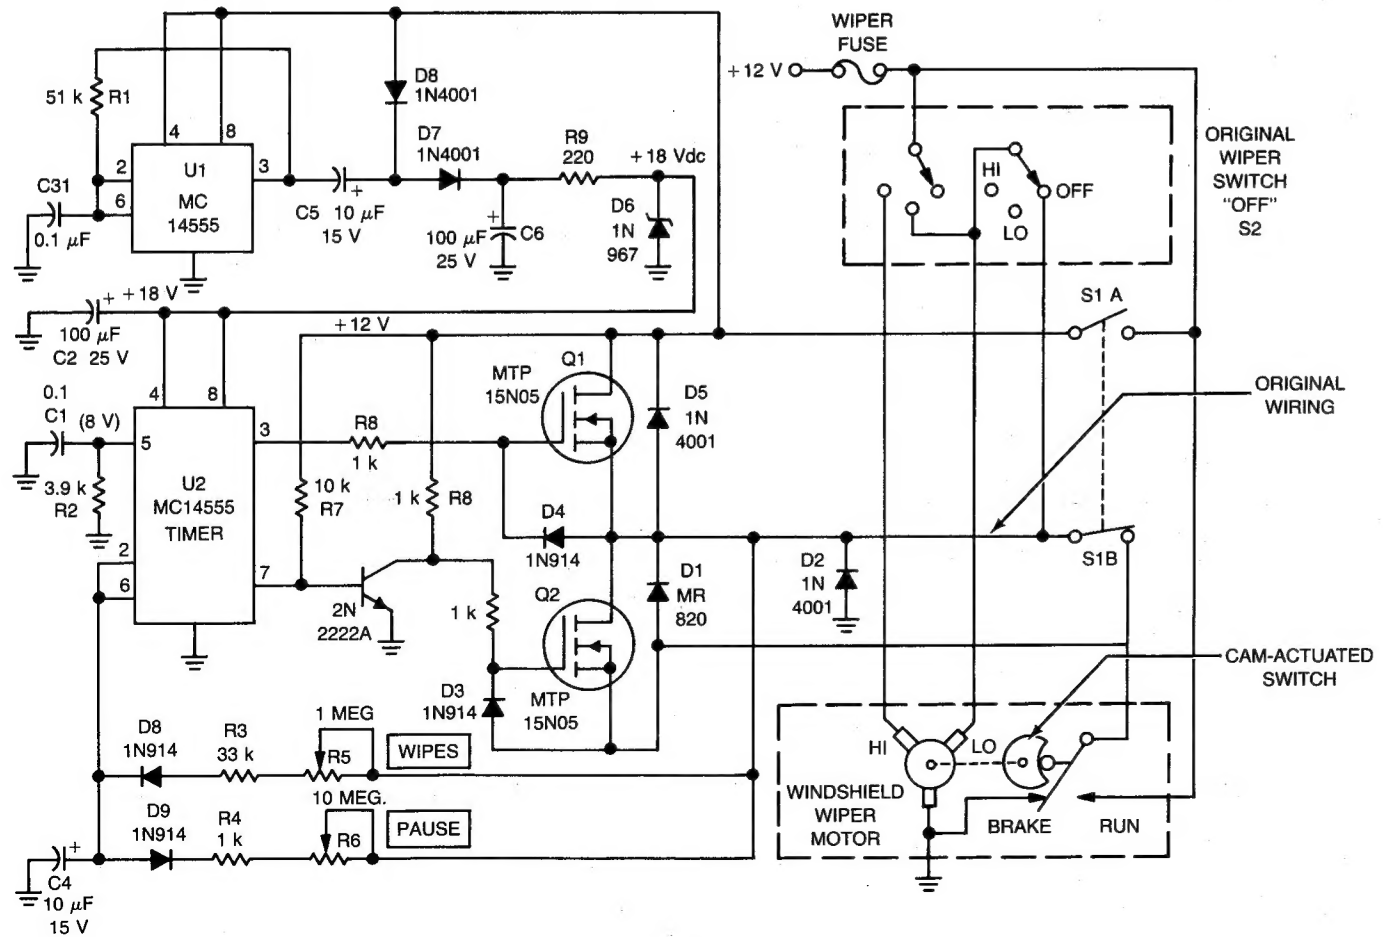 WIPER
FUSE
+12 V
ORIGINAL
WIPER
SWITCH
"OFF"
S2
HI
OFF
LO
51 k
R1
4
8
2
6
3
U1
MC
14555
C31
0.1 µF
D8
1N4001
D7
1N4001
C5
10 µF
15 V
R9
220
+18 Vdc
100 µF
25 V
C6
D6
1N
967
+18 V
100 µF
C2 25 V
+12 V
S1 A
ORIGINAL
WIRING
0.1
C1
(8 V)
4
8
5
3
U2
MC14555
TIMER
2
6
7
3.9 k
R2
R8
1 k
10 k
R7
1 k
R8
Q1
MTP
15N05
D5
1N
4001
D4
1N914
2N
2222A
1 k
Q2
MTP
15N05
D1
MR
820
D2
1N
4001
S1B
D3
1N914
CAM-ACTUATED
SWITCH
D8
1N914
R3
33 k
1 MEG
R5
WIPES
D9
1N914
R4
1 k
10 MEG.
R6
PAUSE
C4
10 µF
15 V
HI
LO
WINDSHIELD
WIPER
MOTOR
BRAKE
RUN